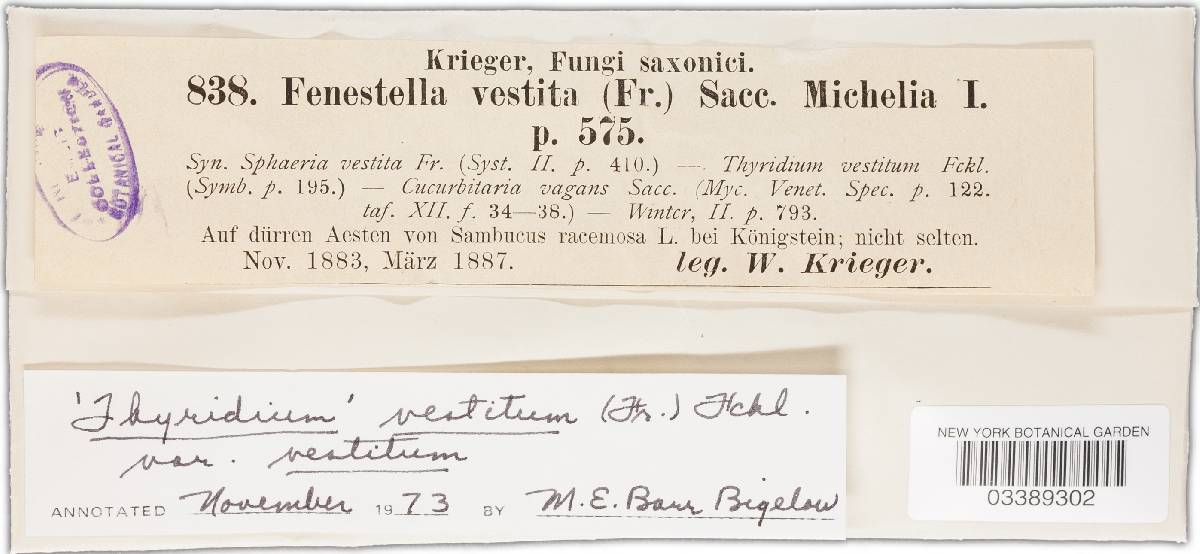 Krieger, Fungi saxonici.
838. Fenestella vestita (Fr.) Sacc. Michelia I.
p. 575.
Syn. Sphaeria vestita Fr. (Syst. II. p. 410.) — Thyridium vestitum Fckl.
(Symb. p. 195.) — Cucurbitaria vagans Sacc. (Myc. Venet. Spec. p. 122.
taf. XII. f. 34—38.) — Winter, II. p. 793.
Auf dürren Aesten von Sambucus racemosa L. bei Königstein; nicht selten.
Nov. 1883, März 1887. leg. W. Krieger.
COLLECTION
BOTANICAL
'Thyridium' vestitum (Fr.) Fckl.
var. vestitum
ANNOTATED November 1973 BY M. E. Barr Bigelow
NEW YORK BOTANICAL GARDEN
03389302